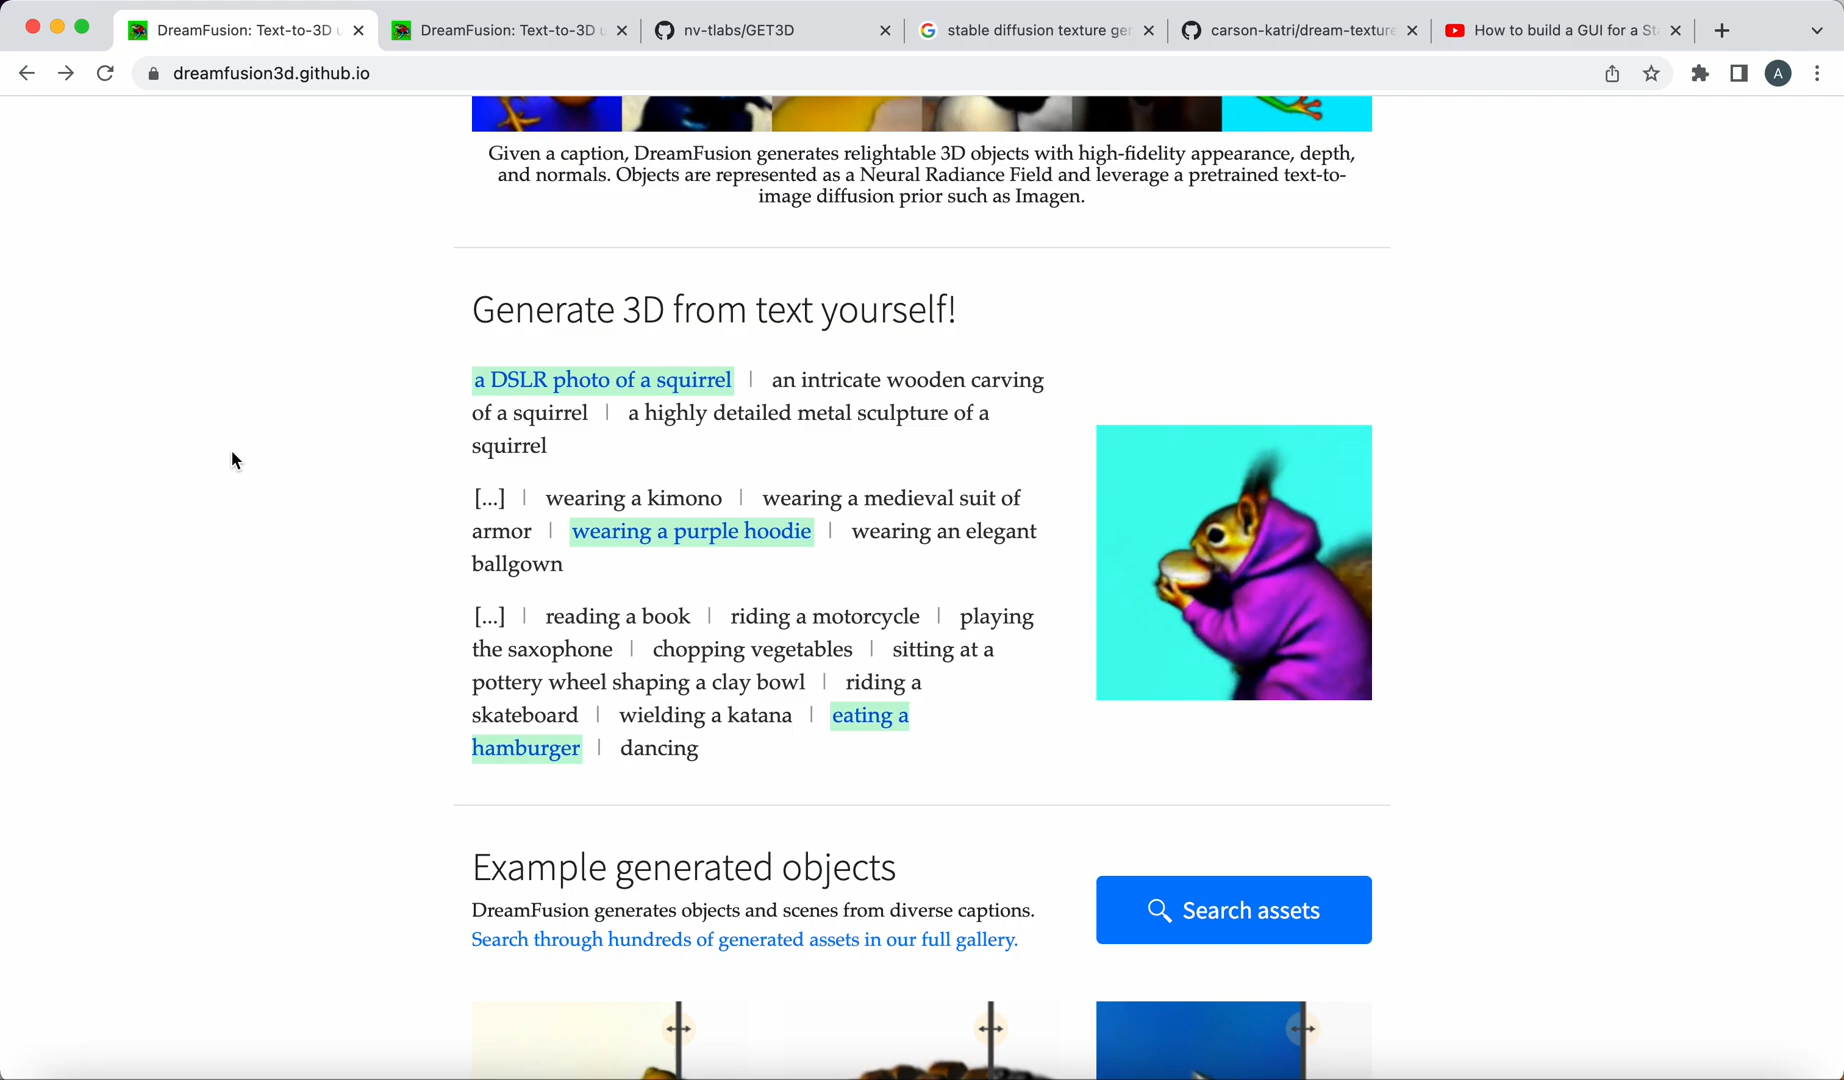 DreamFusion: Text-to-3D
DreamFusion: Text-to-3D
nv-tlabs/GET3D
stable diffusion texture ger
carson-katri/dream-texture
How to build a GUI for a St
dreamfusion3d.github.io
A
Given a caption, DreamFusion generates relightable 3D objects with high-fidelity appearance, depth,
and normals. Objects are represented as a Neural Radiance Field and leverage a pretrained text-to-
image diffusion prior such as Imagen.
Generate 3D from text yourself!
a DSLR photo of a squirrel | an intricate wooden carving
of a squirrel | a highly detailed metal sculpture of a
squirrel
[...] | wearing a kimono | wearing a medieval suit of
armor | wearing a purple hoodie | wearing an elegant
ballgown
[...] | reading a book | riding a motorcycle | playing
the saxophone | chopping vegetables | sitting at a
pottery wheel shaping a clay bowl | riding a
skateboard | wielding a katana | eating a
hamburger | dancing
Example generated objects
DreamFusion generates objects and scenes from diverse captions.
Search through hundreds of generated assets in our full gallery.
Search assets